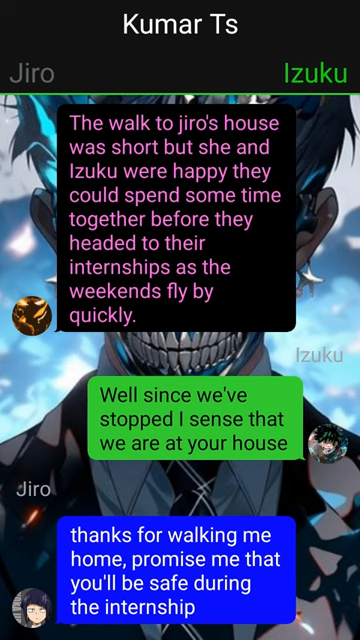 Kumar Ts
Jiro Izuku
The walk to jiro's house
was short but she and
Izuku were happy they
could spend some time
together before they
headed to their
internships as the
weekends fly by
quickly.
Izuku
Well since we've
stopped I sense that
we are at your house
Jiro
thanks for walking me
home, promise me that
you'll be safe during
the internship